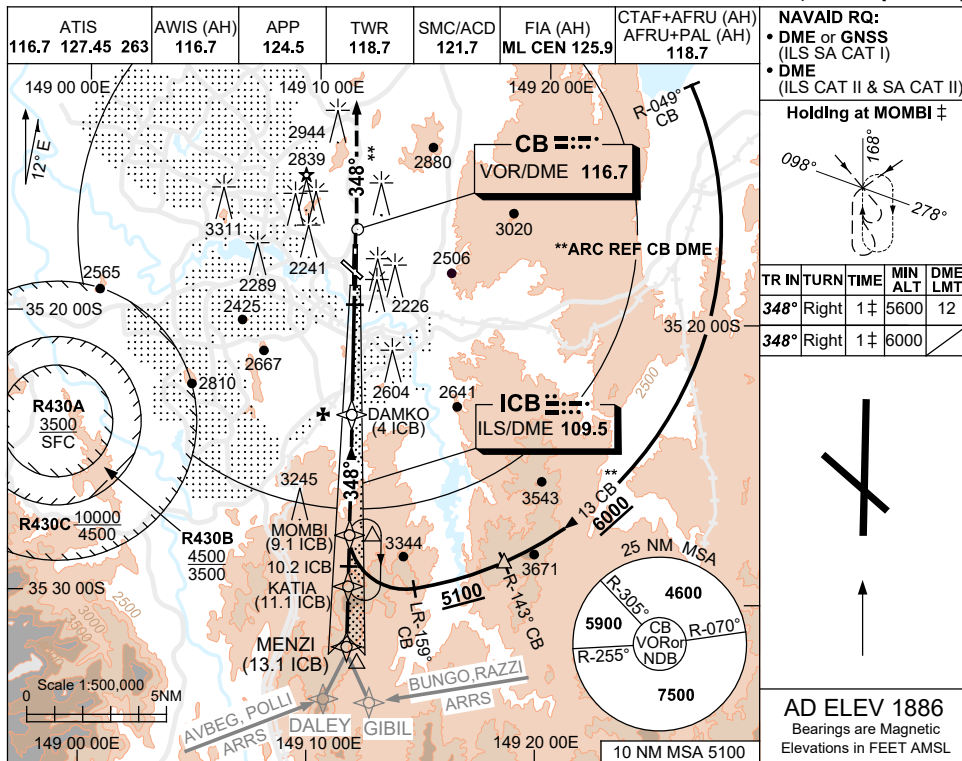 ATIS
116.7 127.45 263
AWIS (AH)
116.7
APP
124.5
TWR
118.7
SMC/ACD
121.7
FIA (AH)
ML CEN 125.9
CTAF+AFRU (AH)
AFRU+PAL (AH)
118.7
NAVAID RQ:
• DME or GNSS
(ILS SA CAT I)
• DME
(ILS CAT II & SA CAT II)
149 00 00E
149 10 00E
149 20 00E
12° E
2944
2839
3311
2241
2289
348°
**
2880
CB
VOR/DME 116.7
R-049°
CB
3020
**ARC REF CB DME
2506
2565
35 20 00S
2425
2226
2667
2810
2604
2641
35 20 00S
2500
R430A
3500
SFC
DAMKO
(4 ICB)
ICB
ILS/DME 109.5
348°
3245
3543
13 CB **
6000
R430C 10000
4500
R430B
4500
3500
MOMBI
(9.1 ICB)
10.2 ICB
3344
3671
KATIA
(11.1 ICB)
35 30 00S
5100
R-143° CB
LR-159°
CB
2500
3000
3500
MENZI
(13.1 ICB)
25 NM MSA
4600
R-305°
5900
CB
VORor
NDB
R-070°
R-255°
7500
Scale 1:500,000
0
5NM
AVBEG, POLLI
ARRS
BUNGO,RAZZI
ARRS
DALEY
GIBIL
149 00 00E
149 10 00E
149 20 00E
10 NM MSA 5100
Holding at MOMBI ‡
098°
168°
278°
TR IN TURN TIME MIN ALT DME LMT
348° Right 1 ‡ 5600 12
348° Right 1 ‡ 6000
AD ELEV 1886
Bearings are Magnetic
Elevations in FEET AMSL